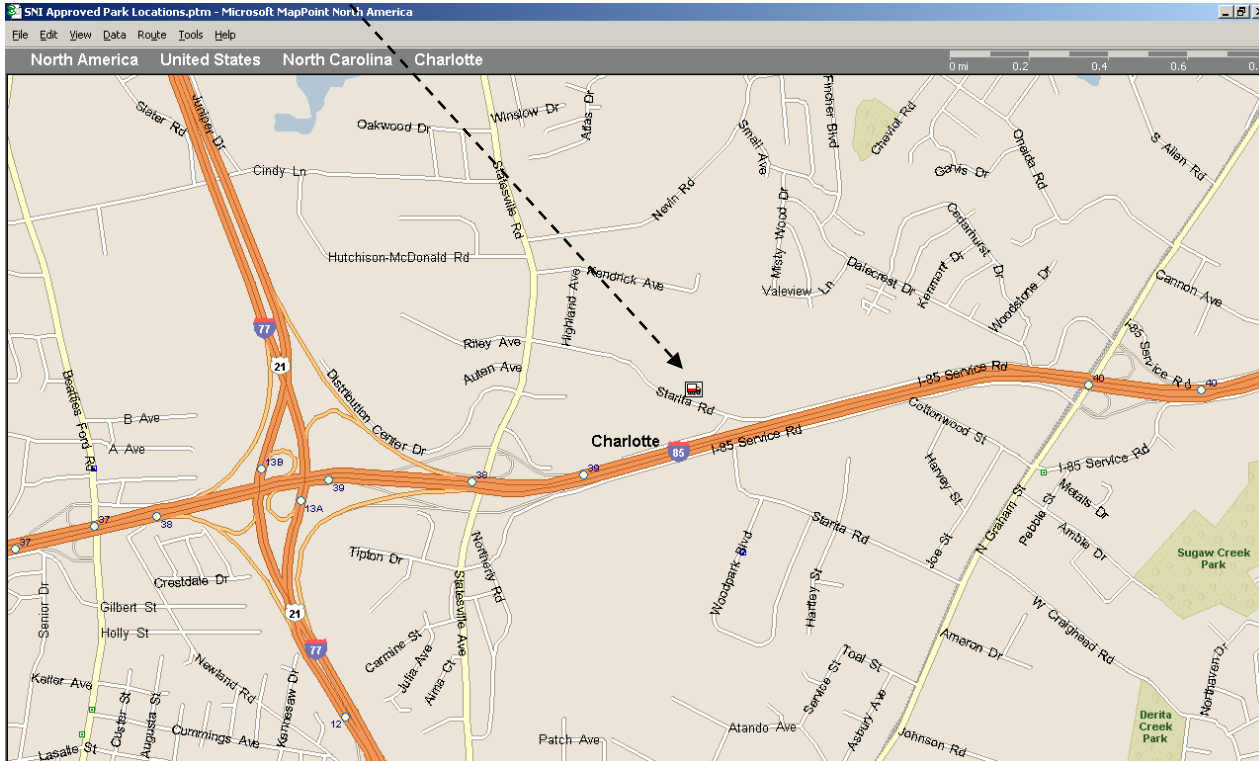 SNI Approved Park Locations.ptm - Microsoft MapPoint North America
File Edit View Data Route Tools Help
North America United States North Carolina Charlotte
0 mi 0.2 0.4 0.6 0.
Slater Rd
Juniper Dr
Oakwood Dr
Winslow Dr
Atlas Dr
Small Ave
Fincher Blvd
Cheviot Rd
Oneida Rd
S Allen Rd
Cindy Ln
Statesville Rd
Nevin Rd
Misty Wood Dr
Garvis Dr
Cedarhurst Dr
Hutchison-McDonald Rd
Highland Ave
Kendrick Ave
Valeview Ln
Dalecrest Dr
Kenmont Dr
Woodstone Dr
Cannon Ave
77
21
Riley Ave
Auten Ave
Distribution Center Dr
Beatties Ford Rd
B Ave
A Ave
Starita Rd
I-85 Service Rd
I-85 Service Rd
40
40
Charlotte
85
I-85 Service Rd
Cottonwood St
I-85 Service Rd
13B
39
38
39
13A
38
37
37
Harvey St
Metals Dr
Pebble St
Amble Dr
Starita Rd
Joe St
N Graham St
Sugaw Creek Park
Tipton Dr
Northerly Rd
Woodpark Blvd
Hartley St
Senior Dr
Crestdale Dr
Gilbert St
Holly St
21
77
Statesville Ave
Carmine St
Julia Ave
Alma Ct
W Craighead Rd
Ameron Dr
Toal St
Service St
Asbury Ave
Northaven Dr
Newland Rd
Keller Ave
Custer St
Augusta St
Kennesaw Dr
Cummings Ave
12
Lasalle St
Patch Ave
Atando Ave
Johnson Rd
Derita Creek Park